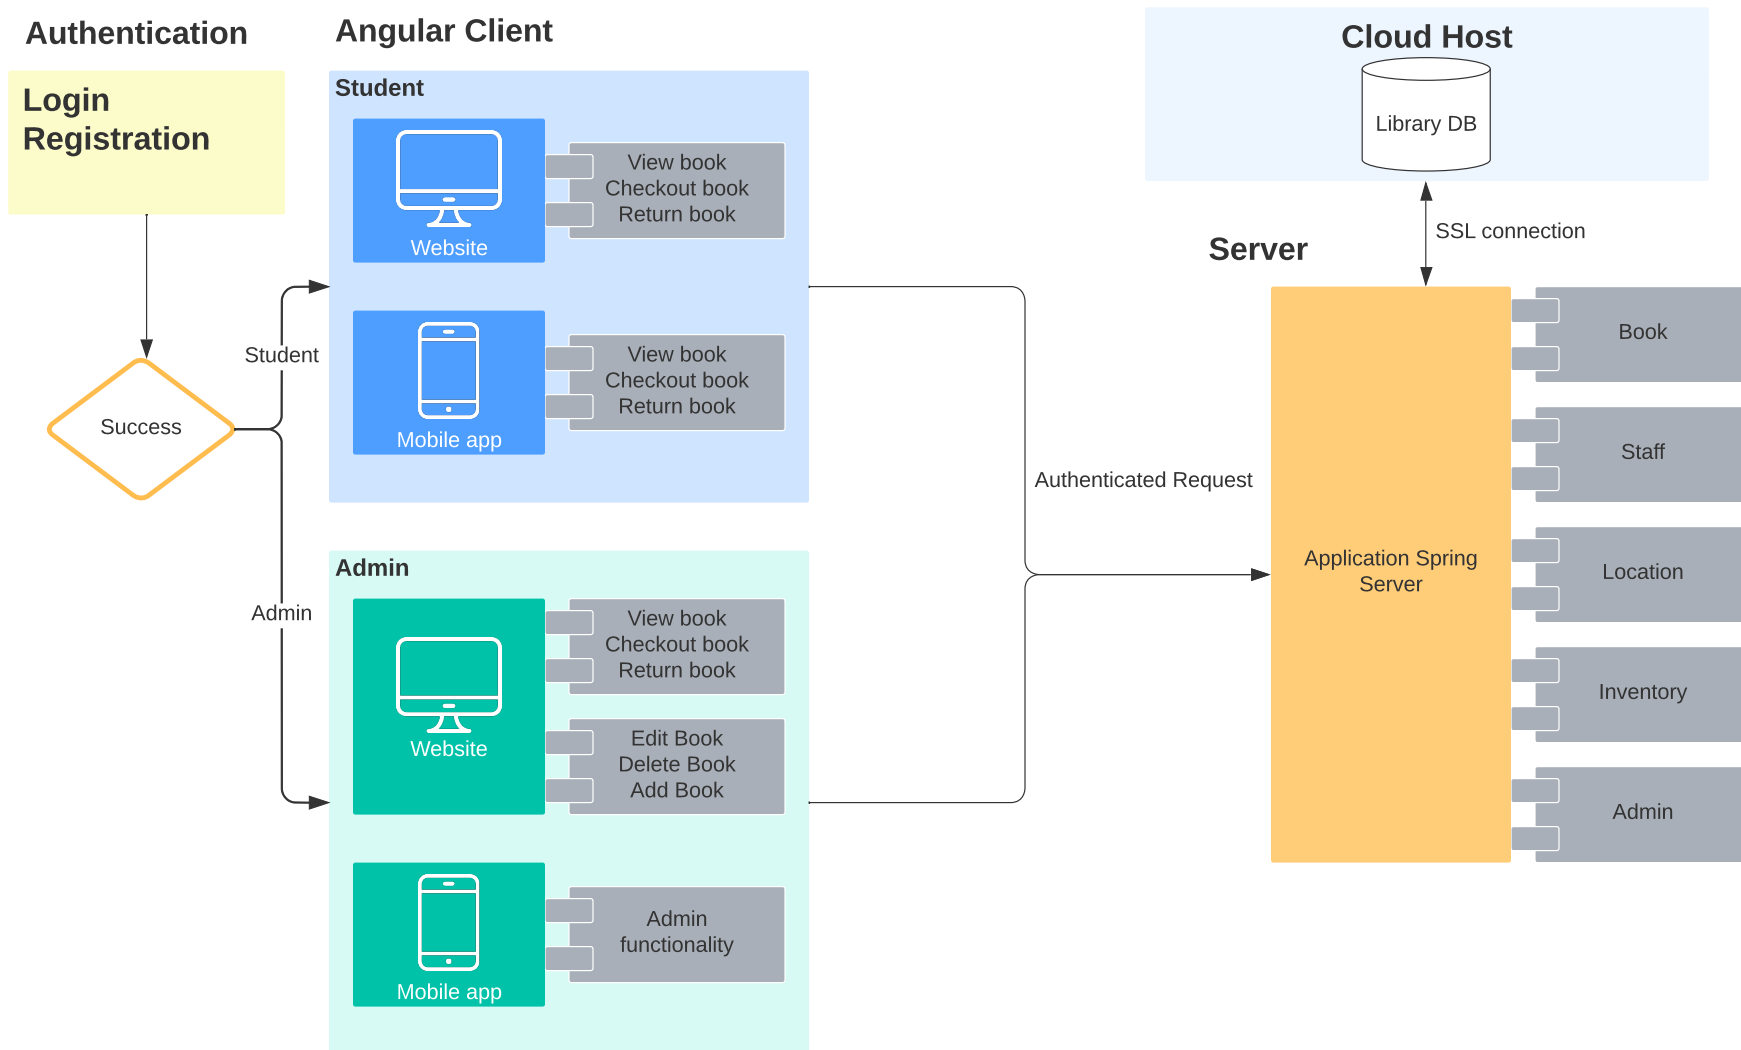 Authentication
Login
Registration
Success
Student
Admin
Angular Client
Student
Website
View book
Checkout book
Return book
Mobile app
View book
Checkout book
Return book
Admin
Website
View book
Checkout book
Return book
Edit Book
Delete Book
Add Book
Mobile app
Admin
functionality
Authenticated Request
Cloud Host
Library DB
SSL connection
Server
Application Spring
Server
Book
Staff
Location
Inventory
Admin